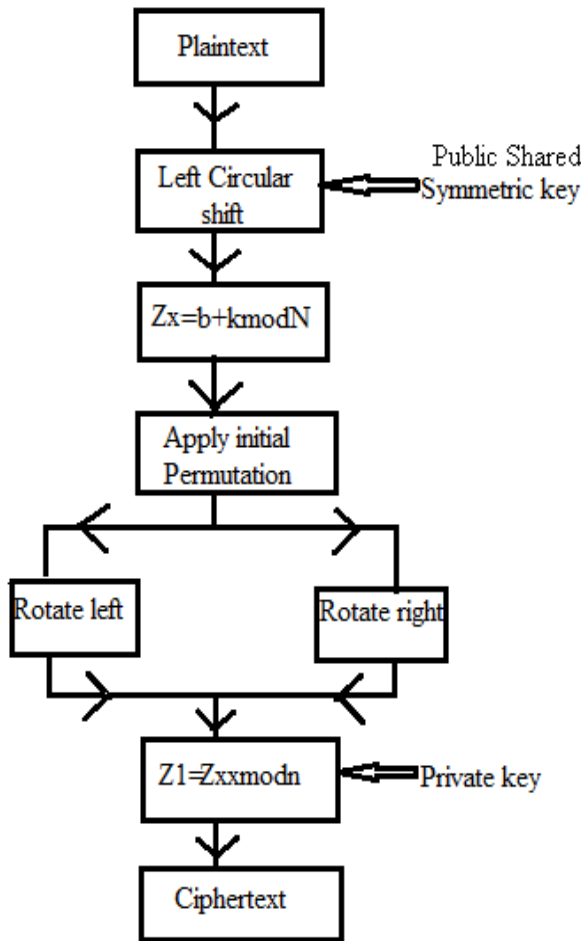 Plaintext
Public Shared
Symmetric key
Left Circular
shift
Zx=b+kmodN
Apply initial
Permutation
Rotate left
Rotate right
Z1=Zxxmodn
Private key
Ciphertext